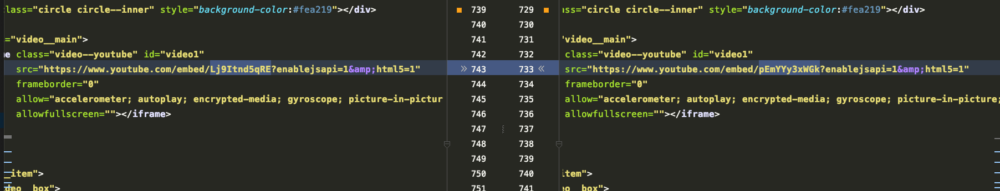 class="circle circle--inner" style="background-color:#fea219"></div> 739 729 ass="circle circle--inner" style="background-color:#fea219"></div>
740 730
="video__main"> 741 731 "video__main">
e class="video--youtube" id="video1" 742 732 class="video--youtube" id="video1"
src="https://www.youtube.com/embed/Lj9Itnd5qRE?enablejsapi=1&amp;html5=1" >> 743 733 << src="https://www.youtube.com/embed/pEmYYy3xWGk?enablejsapi=1&amp;html5=1"
frameborder="0" 744 734 frameborder="0"
allow="accelerometer; autoplay; encrypted-media; gyroscope; picture-in-pictur 745 735 allow="accelerometer; autoplay; encrypted-media; gyroscope; picture-in-picture;
allowfullscreen=""></iframe> 746 736 allowfullscreen=""></iframe>
747 737
748 738
749 739
_item"> 750 740 item">
deo__box"> 751 741 eo__box">